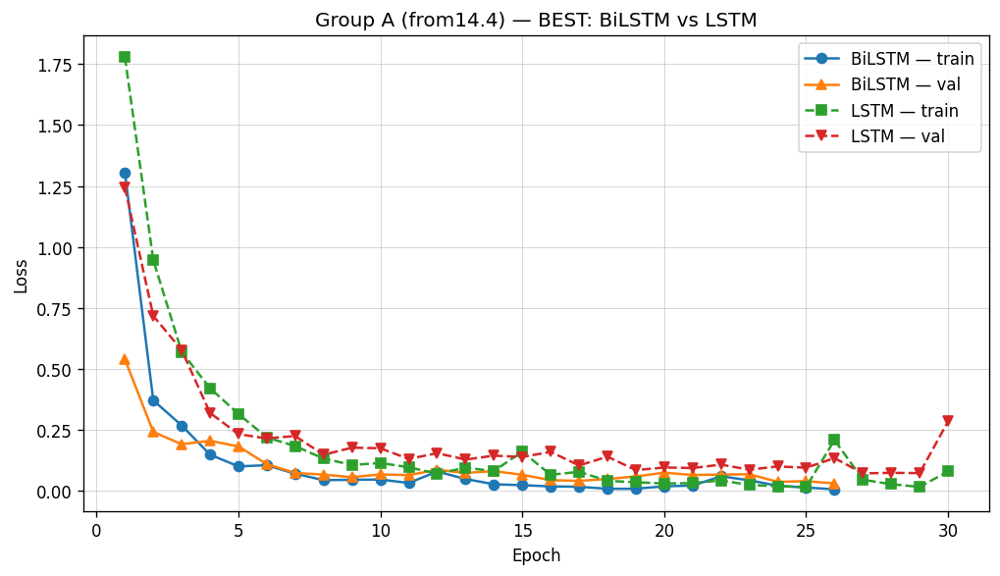 Group A (from14.4) — BEST: BiLSTM vs LSTM
BiLSTM — train
BiLSTM — val
LSTM — train
LSTM — val
Loss
1.75
1.50
1.25
1.00
0.75
0.50
0.25
0.00
0 5 10 15 20 25 30
Epoch